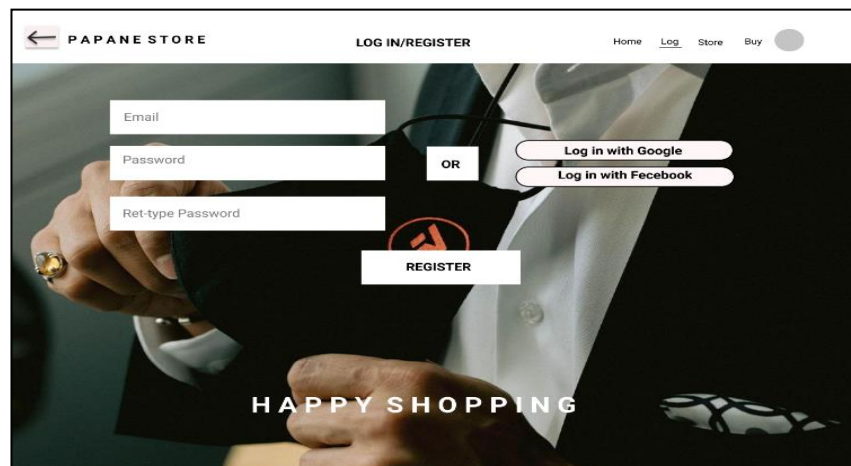 PAPANE STORE
LOG IN/REGISTER
Home Log Store Buy
Email
Password
Ret-type Password
OR
Log in with Google
Log in with Fecebook
REGISTER
HAPPY SHOPPING